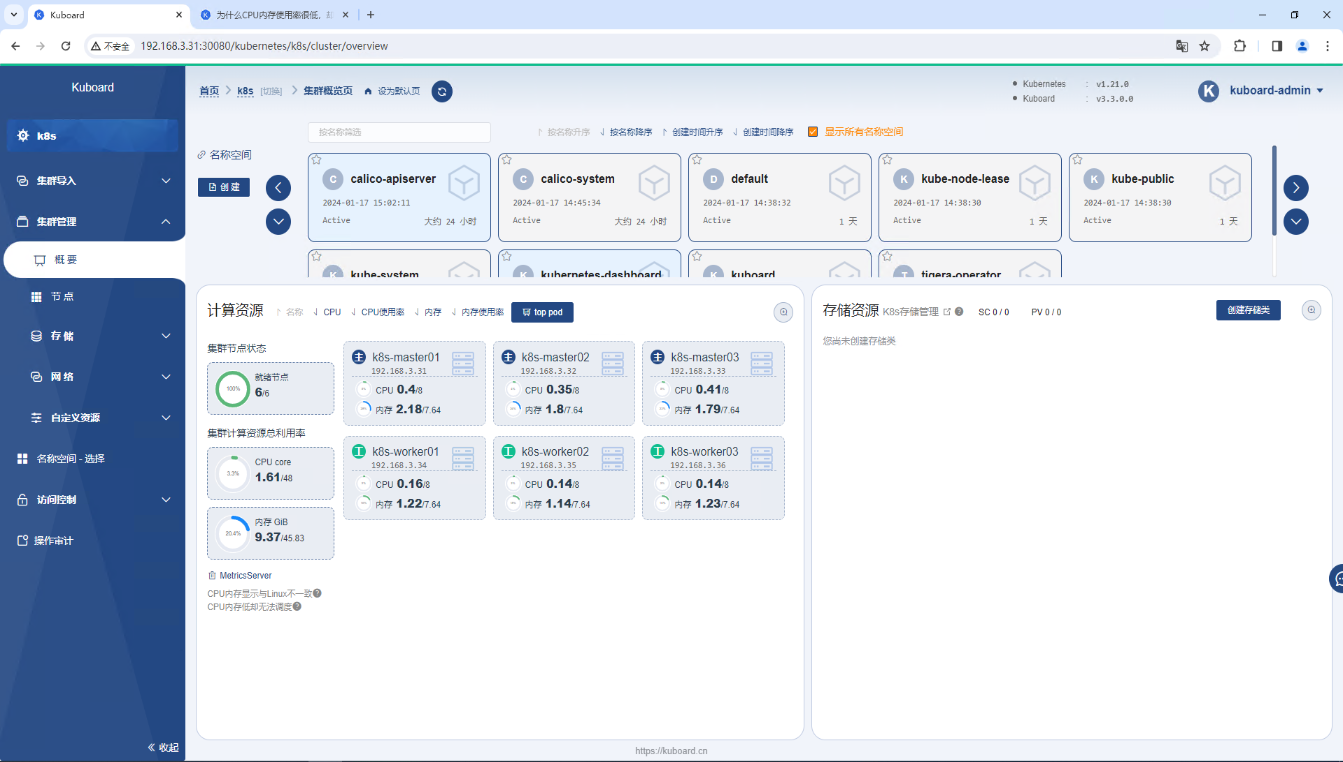 Kuboard
为什么CPU内存使用率很低,
不安全
192.168.3.31:30080/kubernetes/k8s/cluster/overview
Kuboard
k8s
集群导入
集群管理
概要
节点
存储
网络
自定义资源
名称空间 - 选择
访问控制
操作审计
收起
首页
k8s
[切换]
集群概览页
设为默认页
Kubernetes : v1.21.0
Kuboard : v3.3.0.0
K
kuboard-admin
按名称筛选
按名称升序
按名称降序
创建时间升序
创建时间降序
显示所有名称空间
名称空间
创建
C calico-apiserver
2024-01-17 15:02:11
Active 大约 24 小时
C calico-system
2024-01-17 14:45:34
Active 大约 24 小时
D default
2024-01-17 14:38:32
Active 1 天
K kube-node-lease
2024-01-17 14:38:30
Active 1 天
K kube-public
2024-01-17 14:38:30
Active 1 天
kube-system
kubernetes-dashboard
kuboard
tigera-operator
计算资源
名称
CPU
CPU使用率
内存
内存使用率
top pod
集群节点状态
100%
就绪节点
6/6
集群计算资源总利用率
3.3%
CPU core
1.61/48
20.4%
内存 GiB
9.37/45.83
MetricsServer
CPU内存显示与Linux不一致
CPU内存低却无法调度
主 k8s-master01
192.168.3.31
CPU 0.4/8
内存 2.18/7.64
主 k8s-master02
192.168.3.32
CPU 0.35/8
内存 1.8/7.64
主 k8s-master03
192.168.3.33
CPU 0.41/8
内存 1.79/7.64
工 k8s-worker01
192.168.3.34
CPU 0.16/8
内存 1.22/7.64
工 k8s-worker02
192.168.3.35
CPU 0.14/8
内存 1.14/7.64
工 k8s-worker03
192.168.3.36
CPU 0.14/8
内存 1.23/7.64
存储资源
K8s存储管理
SC 0 / 0
PV 0 / 0
创建存储类
您尚未创建存储类
https://kuboard.cn